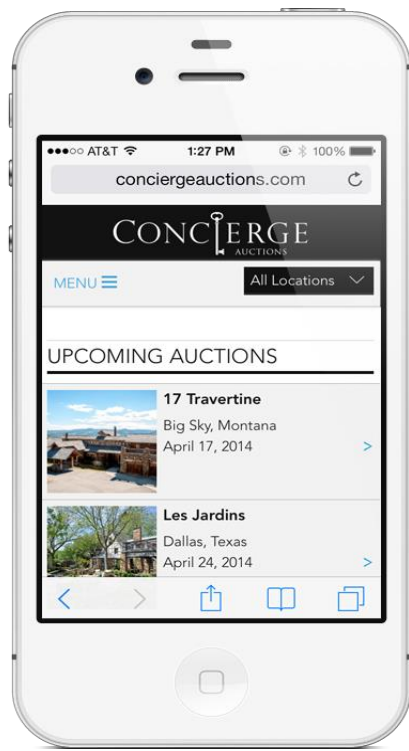 AT&T 1:27 PM 100%
conciergeauctions.com
CONCIERGE
AUCTIONS
MENU All Locations
UPCOMING AUCTIONS
17 Travertine
Big Sky, Montana
April 17, 2014 >
Les Jardins
Dallas, Texas
April 24, 2014 >